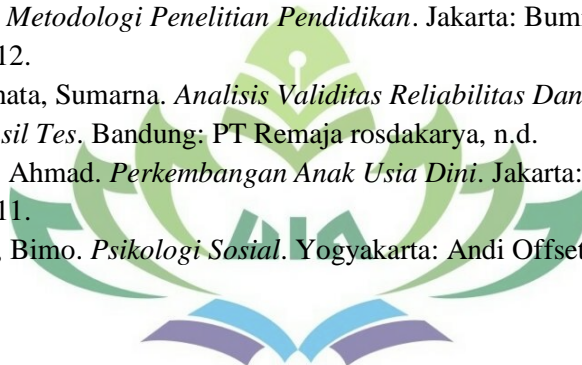 Metodologi Penelitian Pendidikan. Jakarta: Bum
12.
nata, Sumarna. Analisis Validitas Reliabilitas Dan
sil Tes. Bandung: PT Remaja rosdakarya, n.d.
Ahmad. Perkembangan Anak Usia Dini. Jakarta:
11.
, Bimo. Psikologi Sosial. Yogyakarta: Andi Offset